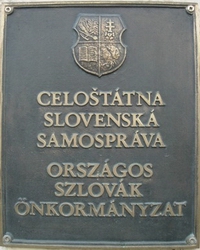 CELOŠTÁTNA
SLOVENSKÁ
SAMOSPRÁVA
ORSZÁGOS
SZLOVÁK
ÖNKORMÁNYZAT